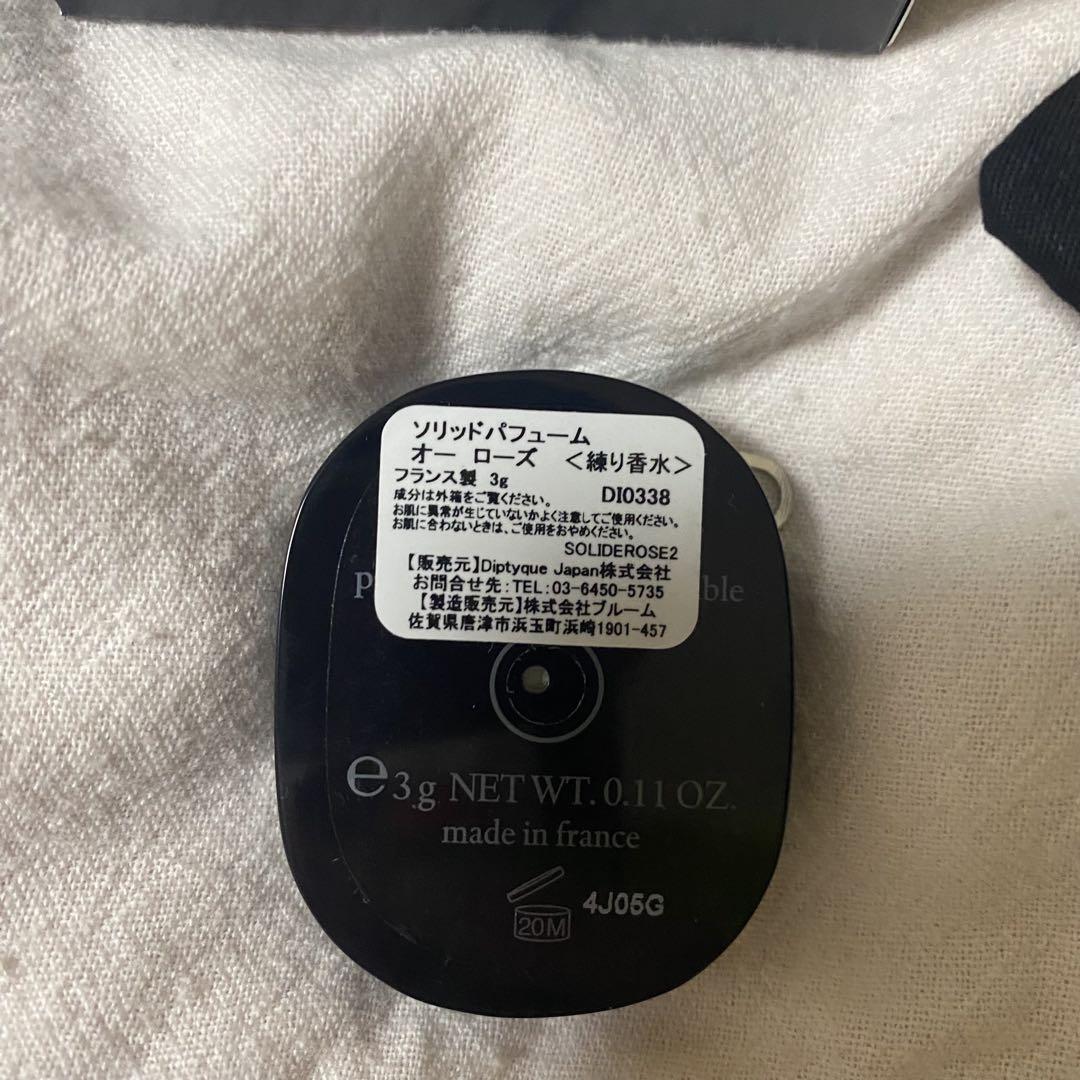 ソリッドパフューム
オー ローズ <練り香水>
フランス製 3g
成分は外箱をご覧ください。 DI0338
お肌に異常が生じていないかよく注意してご使用ください。
お肌に合わないときは、ご使用をおやめください。
SOLIDEROSE2
【販売元】Diptyque Japan株式会社
お問合せ先:TEL:03-6450-5735
【製造販売元】株式会社ブルーム
佐賀県唐津市浜玉町浜崎1901-457
e3g NET WT. 0.11 OZ.
made in france
20M 4J05G